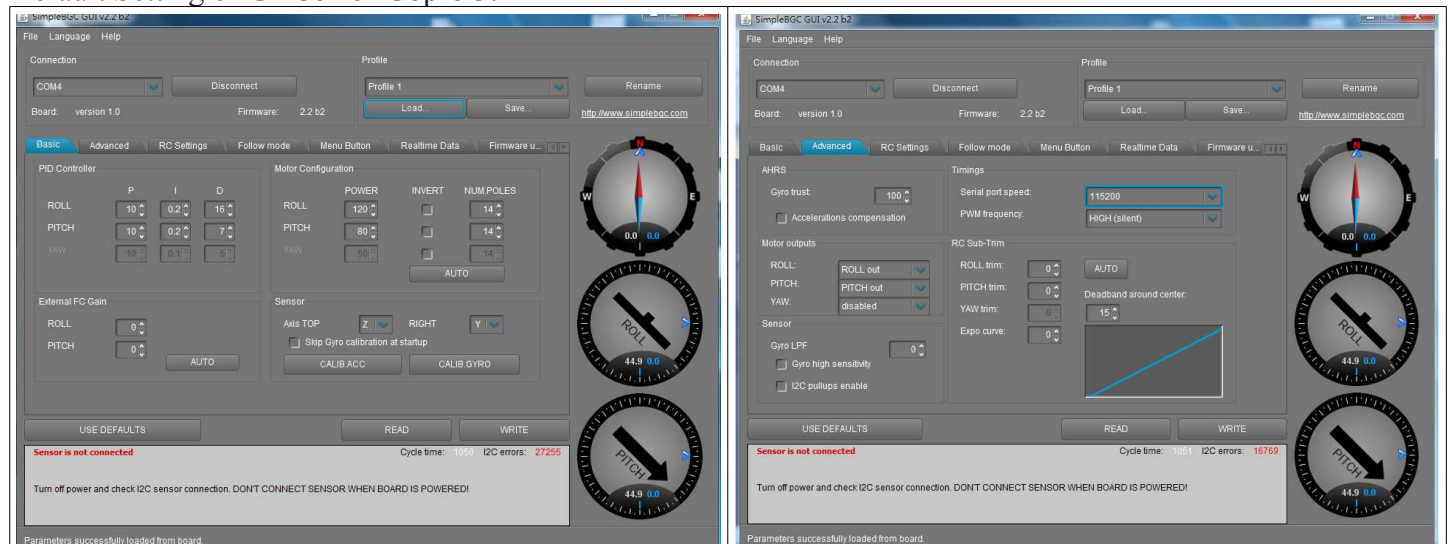 SimpleBGC GUI v2.2 b2
File Language Help
Connection
Profile
COM4
Disconnect
Profile 1
Rename
Board: version 1.0
Firmware: 2.2 b2
Load...
Save...
http://www.simplebgc.com
Basic
Advanced
RC Settings
Follow mode
Menu Button
Realtime Data
Firmware u...
PID Controller
P I D
ROLL 10 0.2 16
PITCH 10 0.2 7
YAW 10 0.1 5
Motor Configuration
POWER INVERT NUM.POLES
ROLL 120 14
PITCH 80 14
YAW 50 14
AUTO
External FC Gain
ROLL 0
PITCH 0
AUTO
Sensor
Axis TOP Z RIGHT Y
Skip Gyro calibration at startup
CALIB.ACC
CALIB.GYRO
USE DEFAULTS
READ
WRITE
Sensor is not connected
Cycle time: 1050 I2C errors: 27255
Turn off power and check I2C sensor connection. DON'T CONNECT SENSOR WHEN BOARD IS POWERED!
Parameters successfully loaded from board.
N
W E
0.0 0.0
ROLL
44.9 0.0
PITCH
44.9 0.0
SimpleBGC GUI v2.2 b2
File Language Help
Connection
Profile
COM4
Disconnect
Profile 1
Rename
Board: version 1.0
Firmware: 2.2 b2
Load...
Save...
http://www.simplebgc.com
Basic
Advanced
RC Settings
Follow mode
Menu Button
Realtime Data
Firmware u...
AHRS
Gyro trust: 100
Accelerations compensation
Timings
Serial port speed: 115200
PWM frequency: HIGH (silent)
Motor outputs
ROLL: ROLL out
PITCH: PITCH out
YAW: disabled
RC Sub-Trim
ROLL trim: 0
AUTO
PITCH trim: 0
Deadband around center:
YAW trim: 0
15
Expo curve: 0
Sensor
Gyro LPF 0
Gyro high sensitivity
I2C pullups enable
USE DEFAULTS
READ
WRITE
Sensor is not connected
Cycle time: 1051 I2C errors: 16769
Turn off power and check I2C sensor connection. DON'T CONNECT SENSOR WHEN BOARD IS POWERED!
Parameters successfully loaded from board.
N
W E
0.0 0.0
ROLL
44.9 0.0
PITCH
44.9 0.0